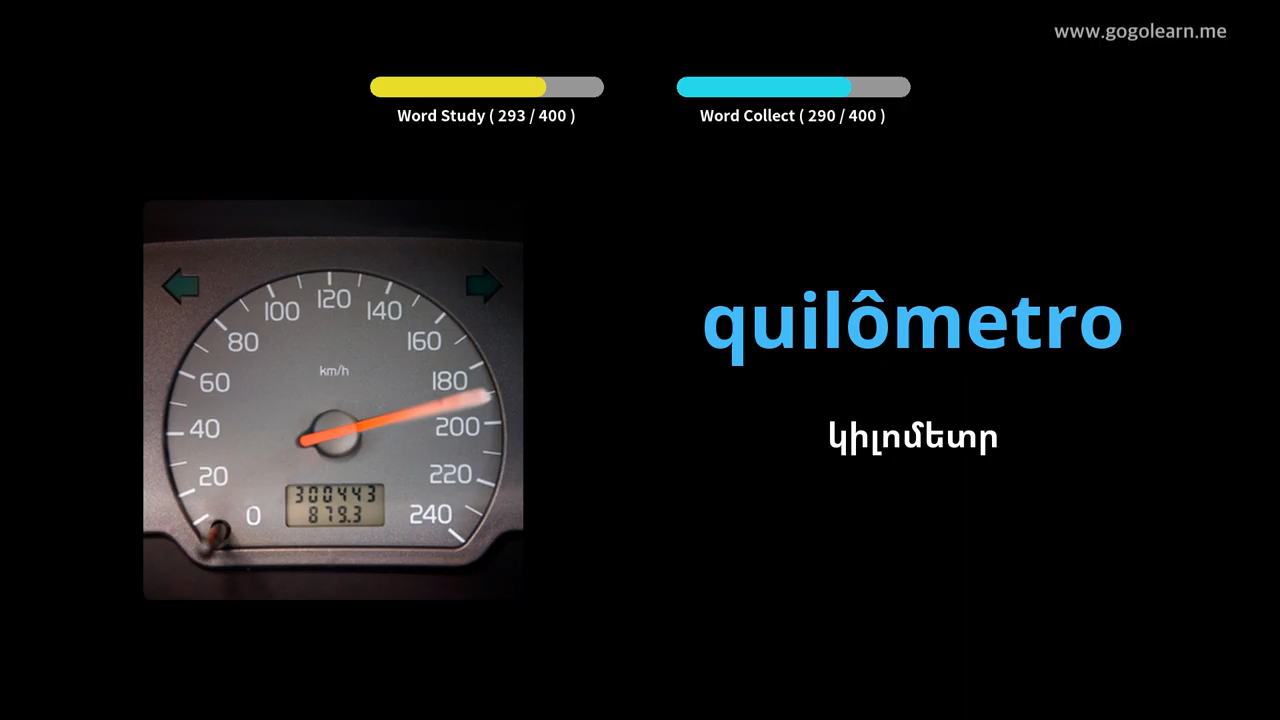 www.gogolearn.me
Word Study ( 293 / 400 )
Word Collect ( 290 / 400 )
quilômetro
կիլոմետր
0
20
40
60
80
100
120
140
160
180
200
220
240
km/h
300443
879.3